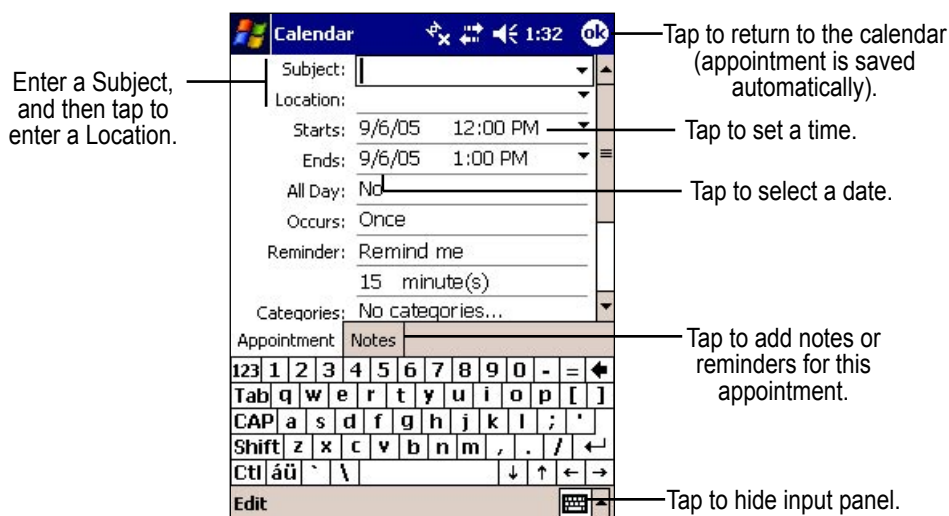 Calendar 1:32 ok
Subject:
Location:
Starts: 9/6/05 12:00 PM
Ends: 9/6/05 1:00 PM
All Day: No
Occurs: Once
Reminder: Remind me
15 minute(s)
Categories: No categories...
Appointment Notes
123 1 2 3 4 5 6 7 8 9 0 - = 🡄
Tab q w e r t y u i o p [ ]
CAP a s d f g h j k l ; '
Shift z x c v b n m , . / ↵
Ctl áü ` \ ↓ ↑ ← →
Edit
Enter a Subject,
and then tap to
enter a Location.
Tap to return to the calendar
(appointment is saved
automatically).
Tap to set a time.
Tap to select a date.
Tap to add notes or
reminders for this
appointment.
Tap to hide input panel.